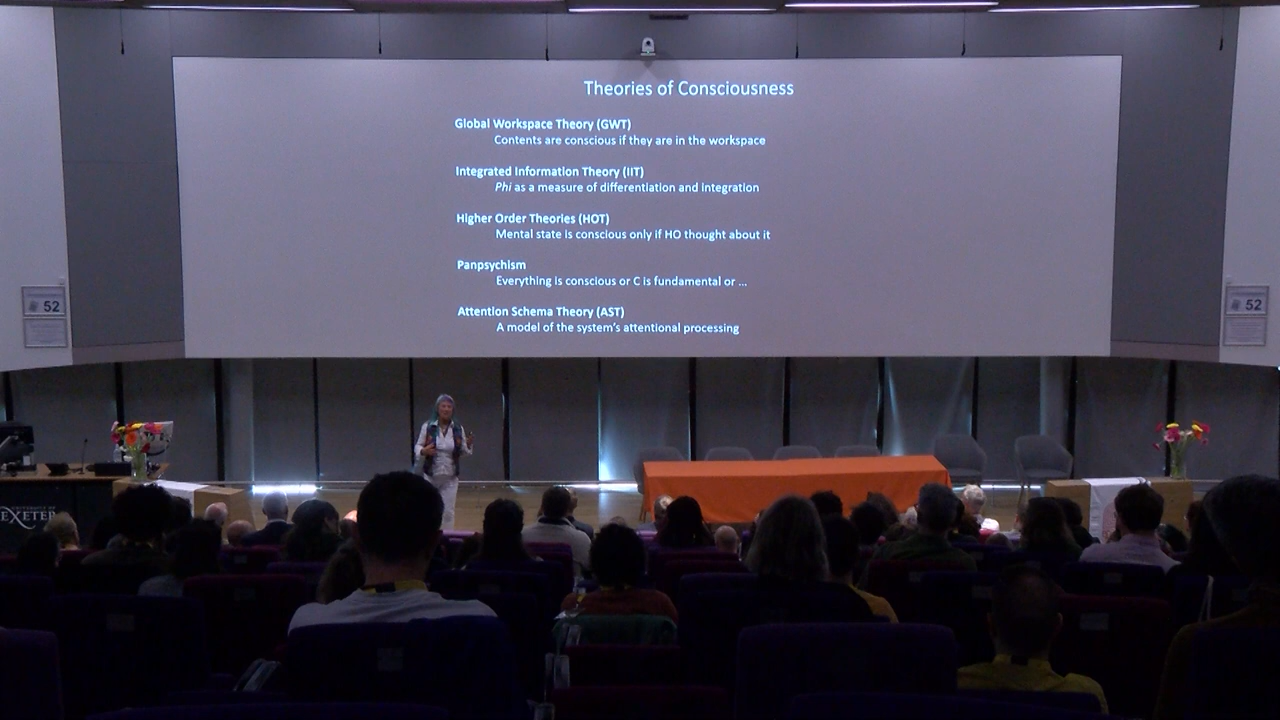 Theories of Consciousness
Global Workspace Theory (GWT)
Contents are conscious if they are in the workspace
Integrated Information Theory (IIT)
Phi as a measure of differentiation and integration
Higher Order Theories (HOT)
Mental state is conscious only if HO thought about it
Panpsychism
Everything is conscious or C is fundamental or ...
Attention Schema Theory (AST)
A model of the system's attentional processing
52
52
EXETER